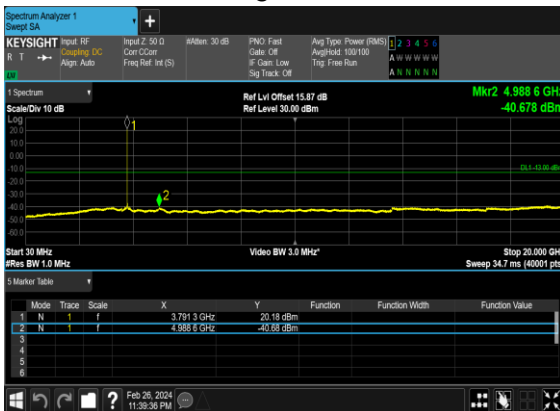 Spectrum Analyzer 1
Swept SA
KEYSIGHT Input: RF Input Z: 50 Ω #Atten: 30 dB PNO: Fast Avg Type: Power (RMS) 1 2 3 4 5 6
R T Coupling: DC Corr CCorr Gate: Off Avg|Hold: 100/100 A W W W W W
Align: Auto Freq Ref: Int (S) IF Gain: Low Trig: Free Run
LV Sig Track: Off A N N N N N
1 Spectrum Ref Lvl Offset 15.87 dB Mkr2 4.988 6 GHz
Scale/Div 10 dB Ref Level 30.00 dBm -40.678 dBm
Log
20.0
10.0
0.00
-10.0
-20.0
-30.0
-40.0
-50.0
-60.0
1
2
DL1 -13.00 dBm
Start 30 MHz Video BW 3.0 MHz* Stop 20.000 GHz
#Res BW 1.0 MHz Sweep 34.7 ms (40001 pts)
5 Marker Table
Mode Trace Scale X Y Function Function Width Function Value
1 N 1 f 3.791 3 GHz 20.18 dBm
2 N 1 f 4.988 6 GHz -40.68 dBm
3
4
5
6
? Feb 26, 2024
11:39:36 PM